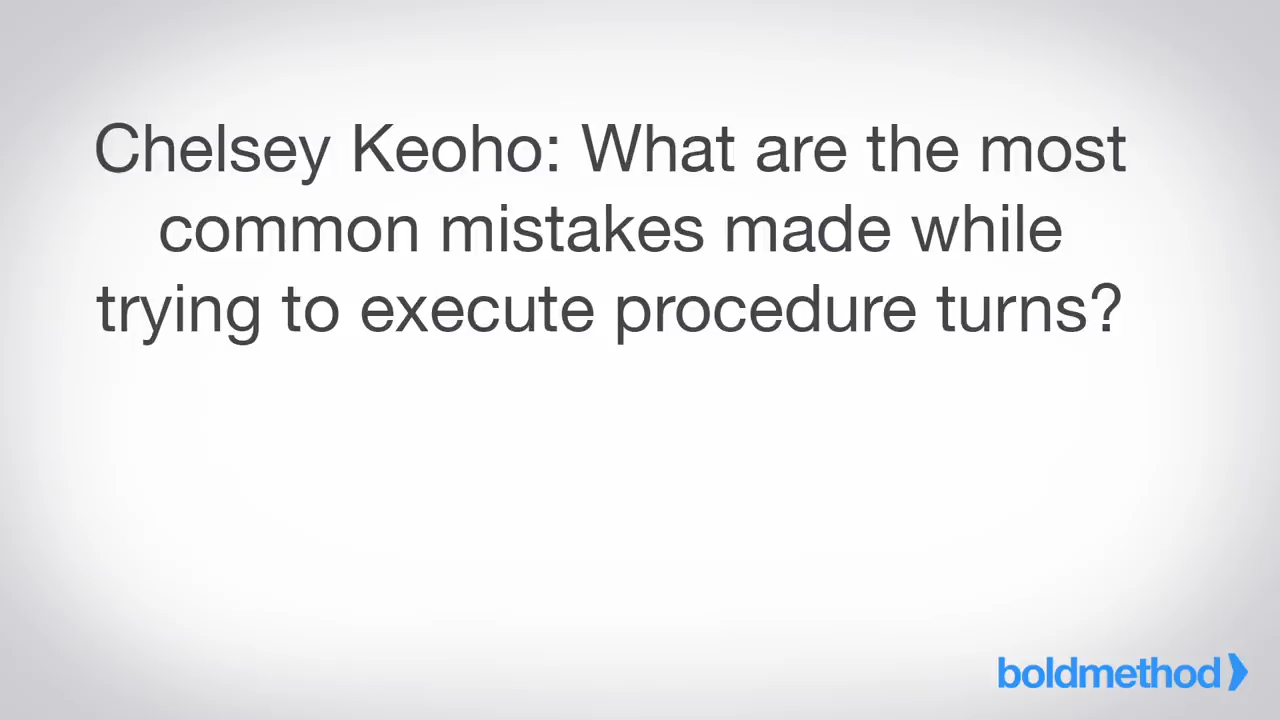 Chelsey Keoho: What are the most
common mistakes made while
trying to execute procedure turns?
boldmethod